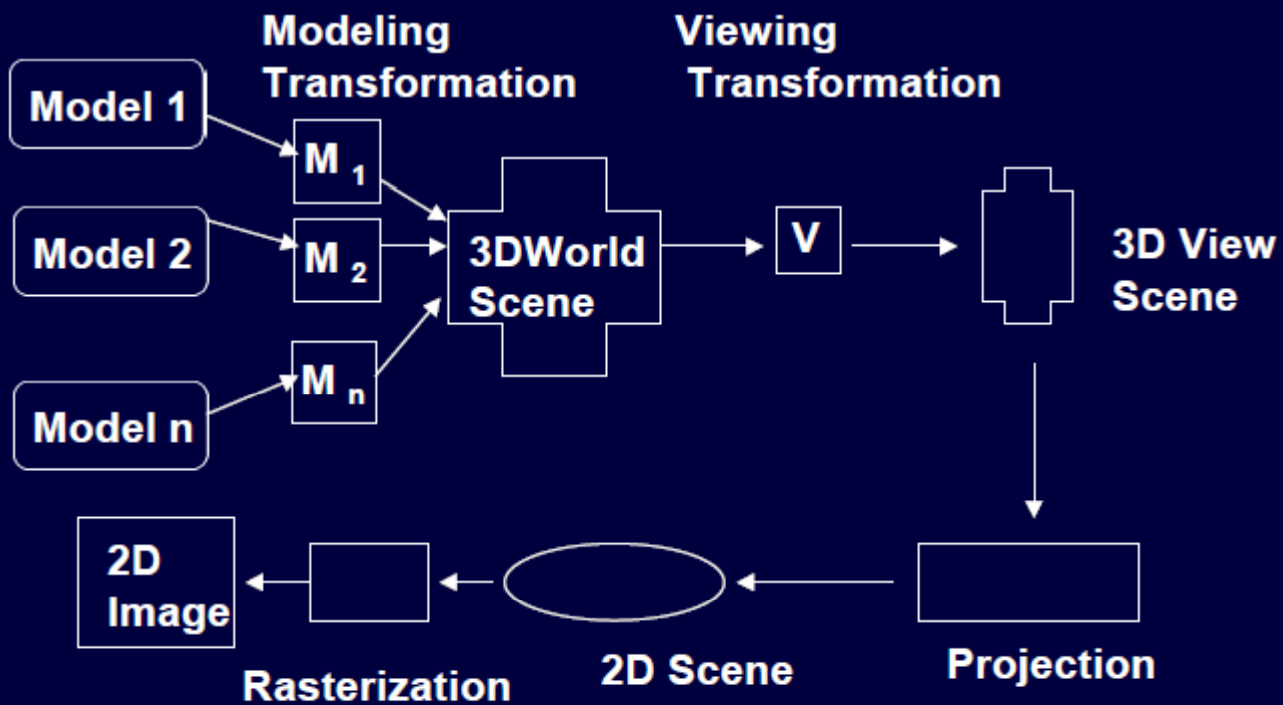 Modeling
Transformation
Viewing
Transformation
Model 1
M 1
Model 2
M 2
3DWorld
Scene
V
3D View
Scene
Model n
M n
2D
Image
Rasterization
2D Scene
Projection